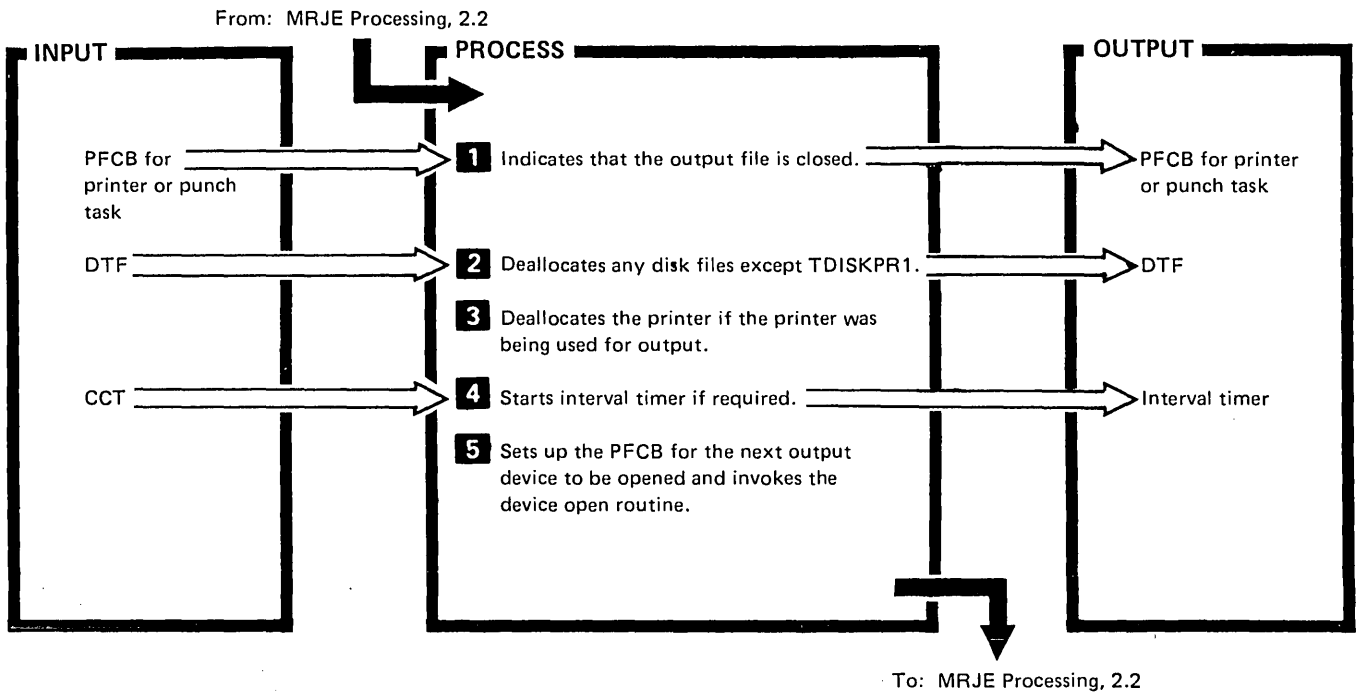 From: MRJE Processing, 2.2
INPUT
PROCESS
OUTPUT
PFCB for
printer or punch
task
1 Indicates that the output file is closed.
PFCB for printer
or punch task
DTF
2 Deallocates any disk files except TDISKPR1.
DTF
3 Deallocates the printer if the printer was
being used for output.
CCT
4 Starts interval timer if required.
Interval timer
5 Sets up the PFCB for the next output
device to be opened and invokes the
device open routine.
To: MRJE Processing, 2.2